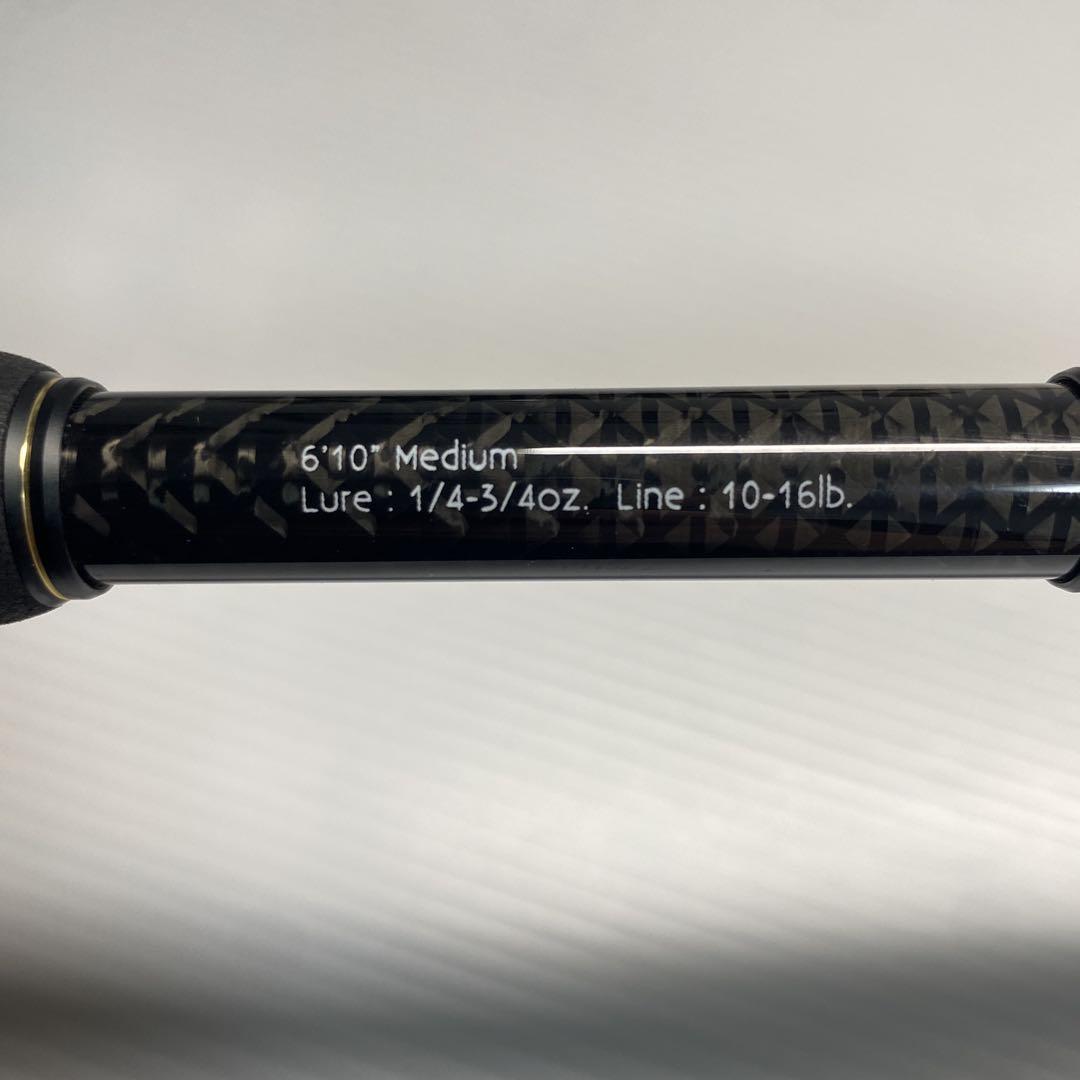 6'10" Medium
Lure : 1/4-3/4oz. Line : 10-16lb.